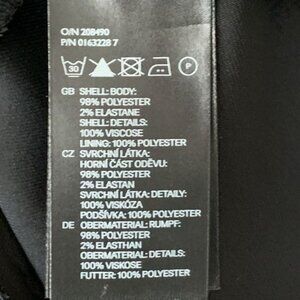 O/N 208490
P/N 0163228 7
30
P
GB SHELL: BODY:
98% POLYESTER
2% ELASTANE
SHELL: DETAILS:
100% VISCOSE
LINING: 100% POLYESTER
CZ SVRCHNÍ LÁTKA:
HORNÍ ČÁST ODĚVU:
98% POLYESTER
2% ELASTAN
SVRCHNÍ LÁTKA: DETAILY:
100% VISKÓZA
PODŠÍVKA: 100% POLYESTER
DE OBERMATERIAL: RUMPF:
98% POLYESTER
2% ELASTHAN
OBERMATERIAL: DETAILS:
100% VISKOSE
FUTTER: 100% POLYESTER